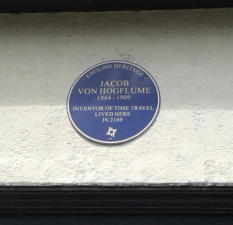 ENGLISH HERITAGE
JACOB
VON HOGFLUME
1864 - 1909
INVENTOR OF TIME TRAVEL
LIVED HERE
IN 2189